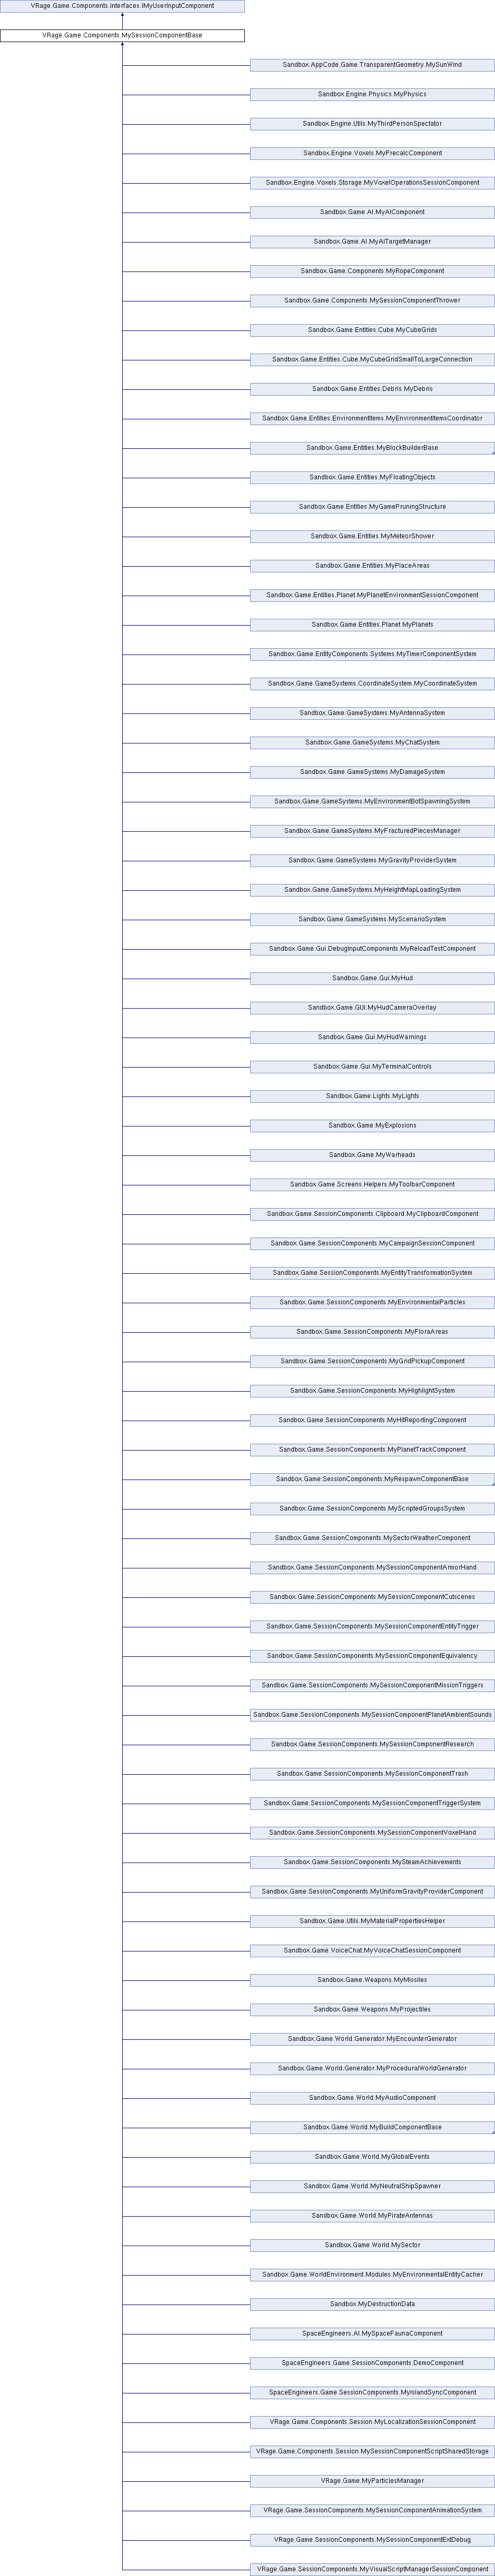 VRage.Game.Components.Interfaces.IMyUserInputComponent
VRage.Game.Components.MySessionComponentBase
Sandbox.AppCode.Game.TransparentGeometry.MySunWind
Sandbox.Engine.Physics.MyPhysics
Sandbox.Engine.Utils.MyThirdPersonSpectator
Sandbox.Engine.Voxels.MyPrecalcComponent
Sandbox.Engine.Voxels.Storage.MyVoxelOperationsSessionComponent
Sandbox.Game.AI.MyAIComponent
Sandbox.Game.AI.MyAiTargetManager
Sandbox.Game.Components.MyRopeComponent
Sandbox.Game.Components.MySessionComponentThrower
Sandbox.Game.Entities.Cube.MyCubeGrids
Sandbox.Game.Entities.Cube.MyCubeGridSmallToLargeConnection
Sandbox.Game.Entities.Debris.MyDebris
Sandbox.Game.Entities.EnvironmentItems.MyEnvironmentItemsCoordinator
Sandbox.Game.Entities.MyBlockBuilderBase
Sandbox.Game.Entities.MyFloatingObjects
Sandbox.Game.Entities.MyGamePruningStructure
Sandbox.Game.Entities.MyMeteorShower
Sandbox.Game.Entities.MyPlaceAreas
Sandbox.Game.Entities.Planet.MyPlanetEnvironmentSessionComponent
Sandbox.Game.Entities.Planet.MyPlanets
Sandbox.Game.EntityComponents.Systems.MyTimerComponentSystem
Sandbox.Game.GameSystems.CoordinateSystem.MyCoordinateSystem
Sandbox.Game.GameSystems.MyAntennaSystem
Sandbox.Game.GameSystems.MyChatSystem
Sandbox.Game.GameSystems.MyDamageSystem
Sandbox.Game.GameSystems.MyEnvironmentBotSpawningSystem
Sandbox.Game.GameSystems.MyFracturedPiecesManager
Sandbox.Game.GameSystems.MyGravityProviderSystem
Sandbox.Game.GameSystems.MyHeightMapLoadingSystem
Sandbox.Game.GameSystems.MyScenarioSystem
Sandbox.Game.Gui.DebugInputComponents.MyReloadTestComponent
Sandbox.Game.Gui.MyHud
Sandbox.Game.GUI.MyHudCameraOverlay
Sandbox.Game.Gui.MyHudWarnings
Sandbox.Game.Gui.MyTerminalControls
Sandbox.Game.Lights.MyLights
Sandbox.Game.MyExplosions
Sandbox.Game.MyWarheads
Sandbox.Game.Screens.Helpers.MyToolbarComponent
Sandbox.Game.SessionComponents.Clipboard.MyClipboardComponent
Sandbox.Game.SessionComponents.MyCampaignSessionComponent
Sandbox.Game.SessionComponents.MyEntityTransformationSystem
Sandbox.Game.SessionComponents.MyEnvironmentalParticles
Sandbox.Game.SessionComponents.MyFloraAreas
Sandbox.Game.SessionComponents.MyGridPickupComponent
Sandbox.Game.SessionComponents.MyHighlightSystem
Sandbox.Game.SessionComponents.MyHitReportingComponent
Sandbox.Game.SessionComponents.MyPlanetTrackComponent
Sandbox.Game.SessionComponents.MyRespawnComponentBase
Sandbox.Game.SessionComponents.MyScriptedGroupsSystem
Sandbox.Game.SessionComponents.MySectorWeatherComponent
Sandbox.Game.SessionComponents.MySessionComponentArmorHand
Sandbox.Game.SessionComponents.MySessionComponentCutscenes
Sandbox.Game.SessionComponents.MySessionComponentEntityTrigger
Sandbox.Game.SessionComponents.MySessionComponentEquivalency
Sandbox.Game.SessionComponents.MySessionComponentMissionTriggers
Sandbox.Game.SessionComponents.MySessionComponentPlanetAmbientSounds
Sandbox.Game.SessionComponents.MySessionComponentResearch
Sandbox.Game.SessionComponents.MySessionComponentTrash
Sandbox.Game.SessionComponents.MySessionComponentTriggerSystem
Sandbox.Game.SessionComponents.MySessionComponentVoxelHand
Sandbox.Game.SessionComponents.MySteamAchievements
Sandbox.Game.SessionComponents.MyUniformGravityProviderComponent
Sandbox.Game.Utils.MyMaterialPropertiesHelper
Sandbox.Game.VoiceChat.MyVoiceChatSessionComponent
Sandbox.Game.Weapons.MyMissiles
Sandbox.Game.Weapons.MyProjectiles
Sandbox.Game.World.Generator.MyEncounterGenerator
Sandbox.Game.World.Generator.MyProceduralWorldGenerator
Sandbox.Game.World.MyAudioComponent
Sandbox.Game.World.MyBuildComponentBase
Sandbox.Game.World.MyGlobalEvents
Sandbox.Game.World.MyNeutralShipSpawner
Sandbox.Game.World.MyPirateAntennas
Sandbox.Game.World.MySector
Sandbox.Game.WorldEnvironment.Modules.MyEnvironmentalEntityCacher
Sandbox.MyDestructionData
SpaceEngineers.AI.MySpaceFaunaComponent
SpaceEngineers.Game.SessionComponents.DemoComponent
SpaceEngineers.Game.SessionComponents.MyIslandSyncComponent
VRage.Game.Components.Session.MyLocalizationSessionComponent
VRage.Game.Components.Session.MySessionComponentScriptSharedStorage
VRage.Game.MyParticlesManager
VRage.Game.SessionComponents.MySessionComponentAnimationSystem
VRage.Game.SessionComponents.MySessionComponentExtDebug
VRage.Game.SessionComponents.MyVisualScriptManagerSessionComponent